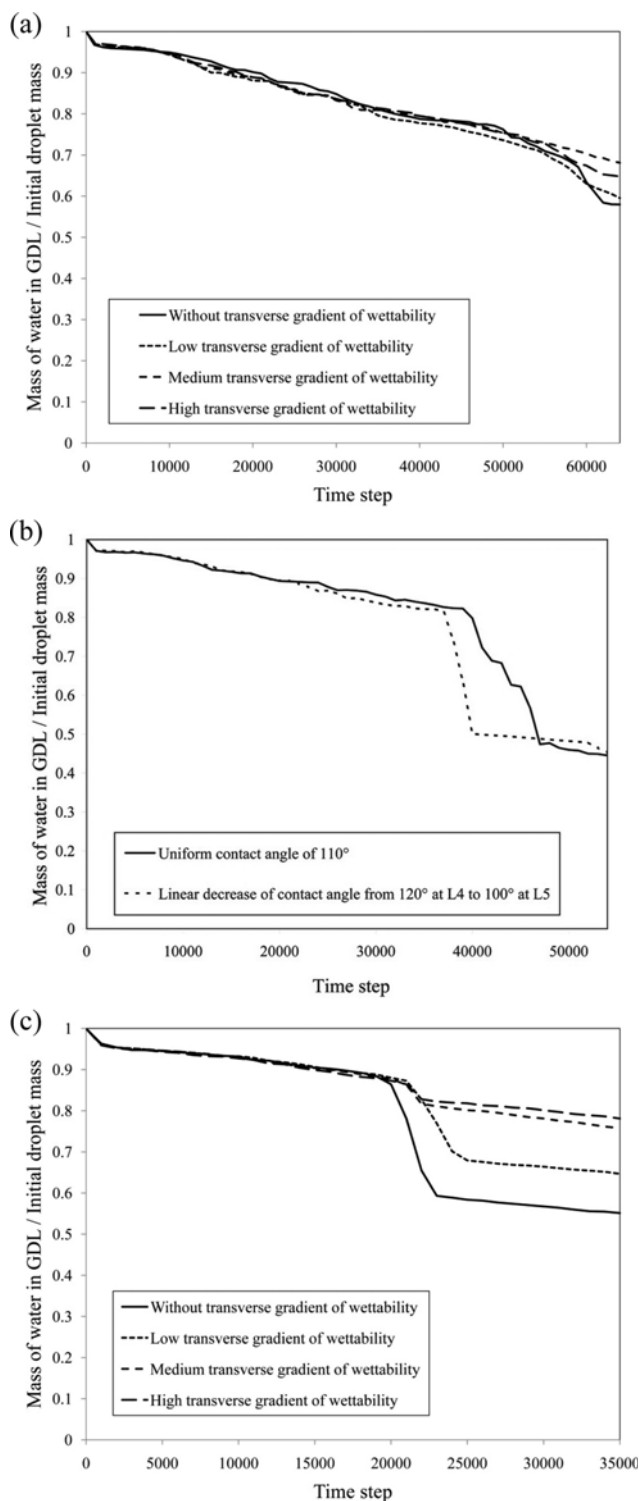 (a)
1
0.9
0.8
0.7
0.6
0.5
0.4
0.3
0.2
0.1
0
Mass of water in GDL / Initial droplet mass
Without transverse gradient of wettability
Low transverse gradient of wettability
Medium transverse gradient of wettability
High transverse gradient of wettability
0 10000 20000 30000 40000 50000 60000
Time step
(b)
1
0.9
0.8
0.7
0.6
0.5
0.4
0.3
0.2
0.1
0
Mass of water in GDL / Initial droplet mass
Uniform contact angle of 110°
Linear decrease of contact angle from 120° at L4 to 100° at L5
0 10000 20000 30000 40000 50000
Time step
(c)
1
0.9
0.8
0.7
0.6
0.5
0.4
0.3
0.2
0.1
0
Mass of water in GDL / Initial droplet mass
Without transverse gradient of wettability
Low transverse gradient of wettability
Medium transverse gradient of wettability
High transverse gradient of wettability
0 5000 10000 15000 20000 25000 30000 35000
Time step